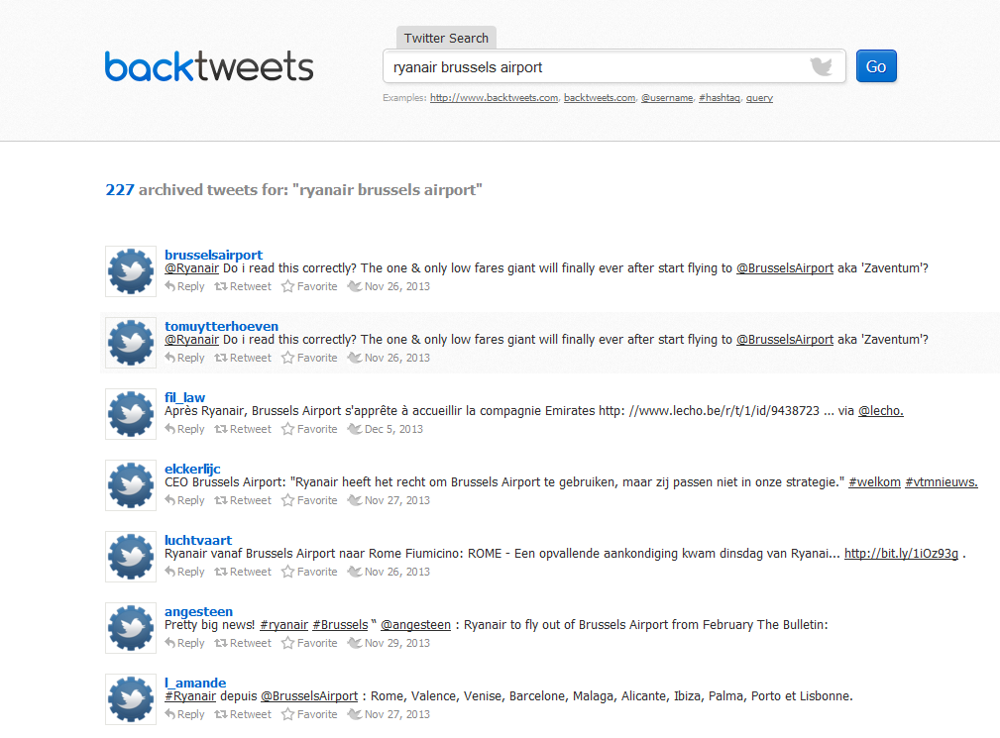 Twitter Search
backtweets
ryanair brussels airport
Go
Examples: http://www.backtweets.com, backtweets.com, @username, #hashtag, query
227 archived tweets for: "ryanair brussels airport"
brusselsairport
@Ryanair Do i read this correctly? The one & only low fares giant will finally ever after start flying to @BrusselsAirport aka 'Zaventum'?
Reply Retweet Favorite Nov 26, 2013
tomuytterhoeven
@Ryanair Do i read this correctly? The one & only low fares giant will finally ever after start flying to @BrusselsAirport aka 'Zaventum'?
Reply Retweet Favorite Nov 26, 2013
fil_law
Après Ryanair, Brussels Airport s'apprête à accueillir la compagnie Emirates http: //www.lecho.be/r/t/1/id/9438723 ... via @lecho.
Reply Retweet Favorite Dec 5, 2013
elckerlijc
CEO Brussels Airport: "Ryanair heeft het recht om Brussels Airport te gebruiken, maar zij passen niet in onze strategie." #welkom #vtmnieuws.
Reply Retweet Favorite Nov 27, 2013
luchtvaart
Ryanair vanaf Brussels Airport naar Rome Fiumicino: ROME - Een opvallende aankondiging kwam dinsdag van Ryanai... http://bit.ly/1iOz93g .
Reply Retweet Favorite Nov 26, 2013
angesteen
Pretty big news! #ryanair #Brussels “ @angesteen : Ryanair to fly out of Brussels Airport from February The Bulletin:
Reply Retweet Favorite Nov 29, 2013
l_amande
#Ryanair depuis @BrusselsAirport : Rome, Valence, Venise, Barcelone, Malaga, Alicante, Ibiza, Palma, Porto et Lisbonne.
Reply Retweet Favorite Nov 27, 2013